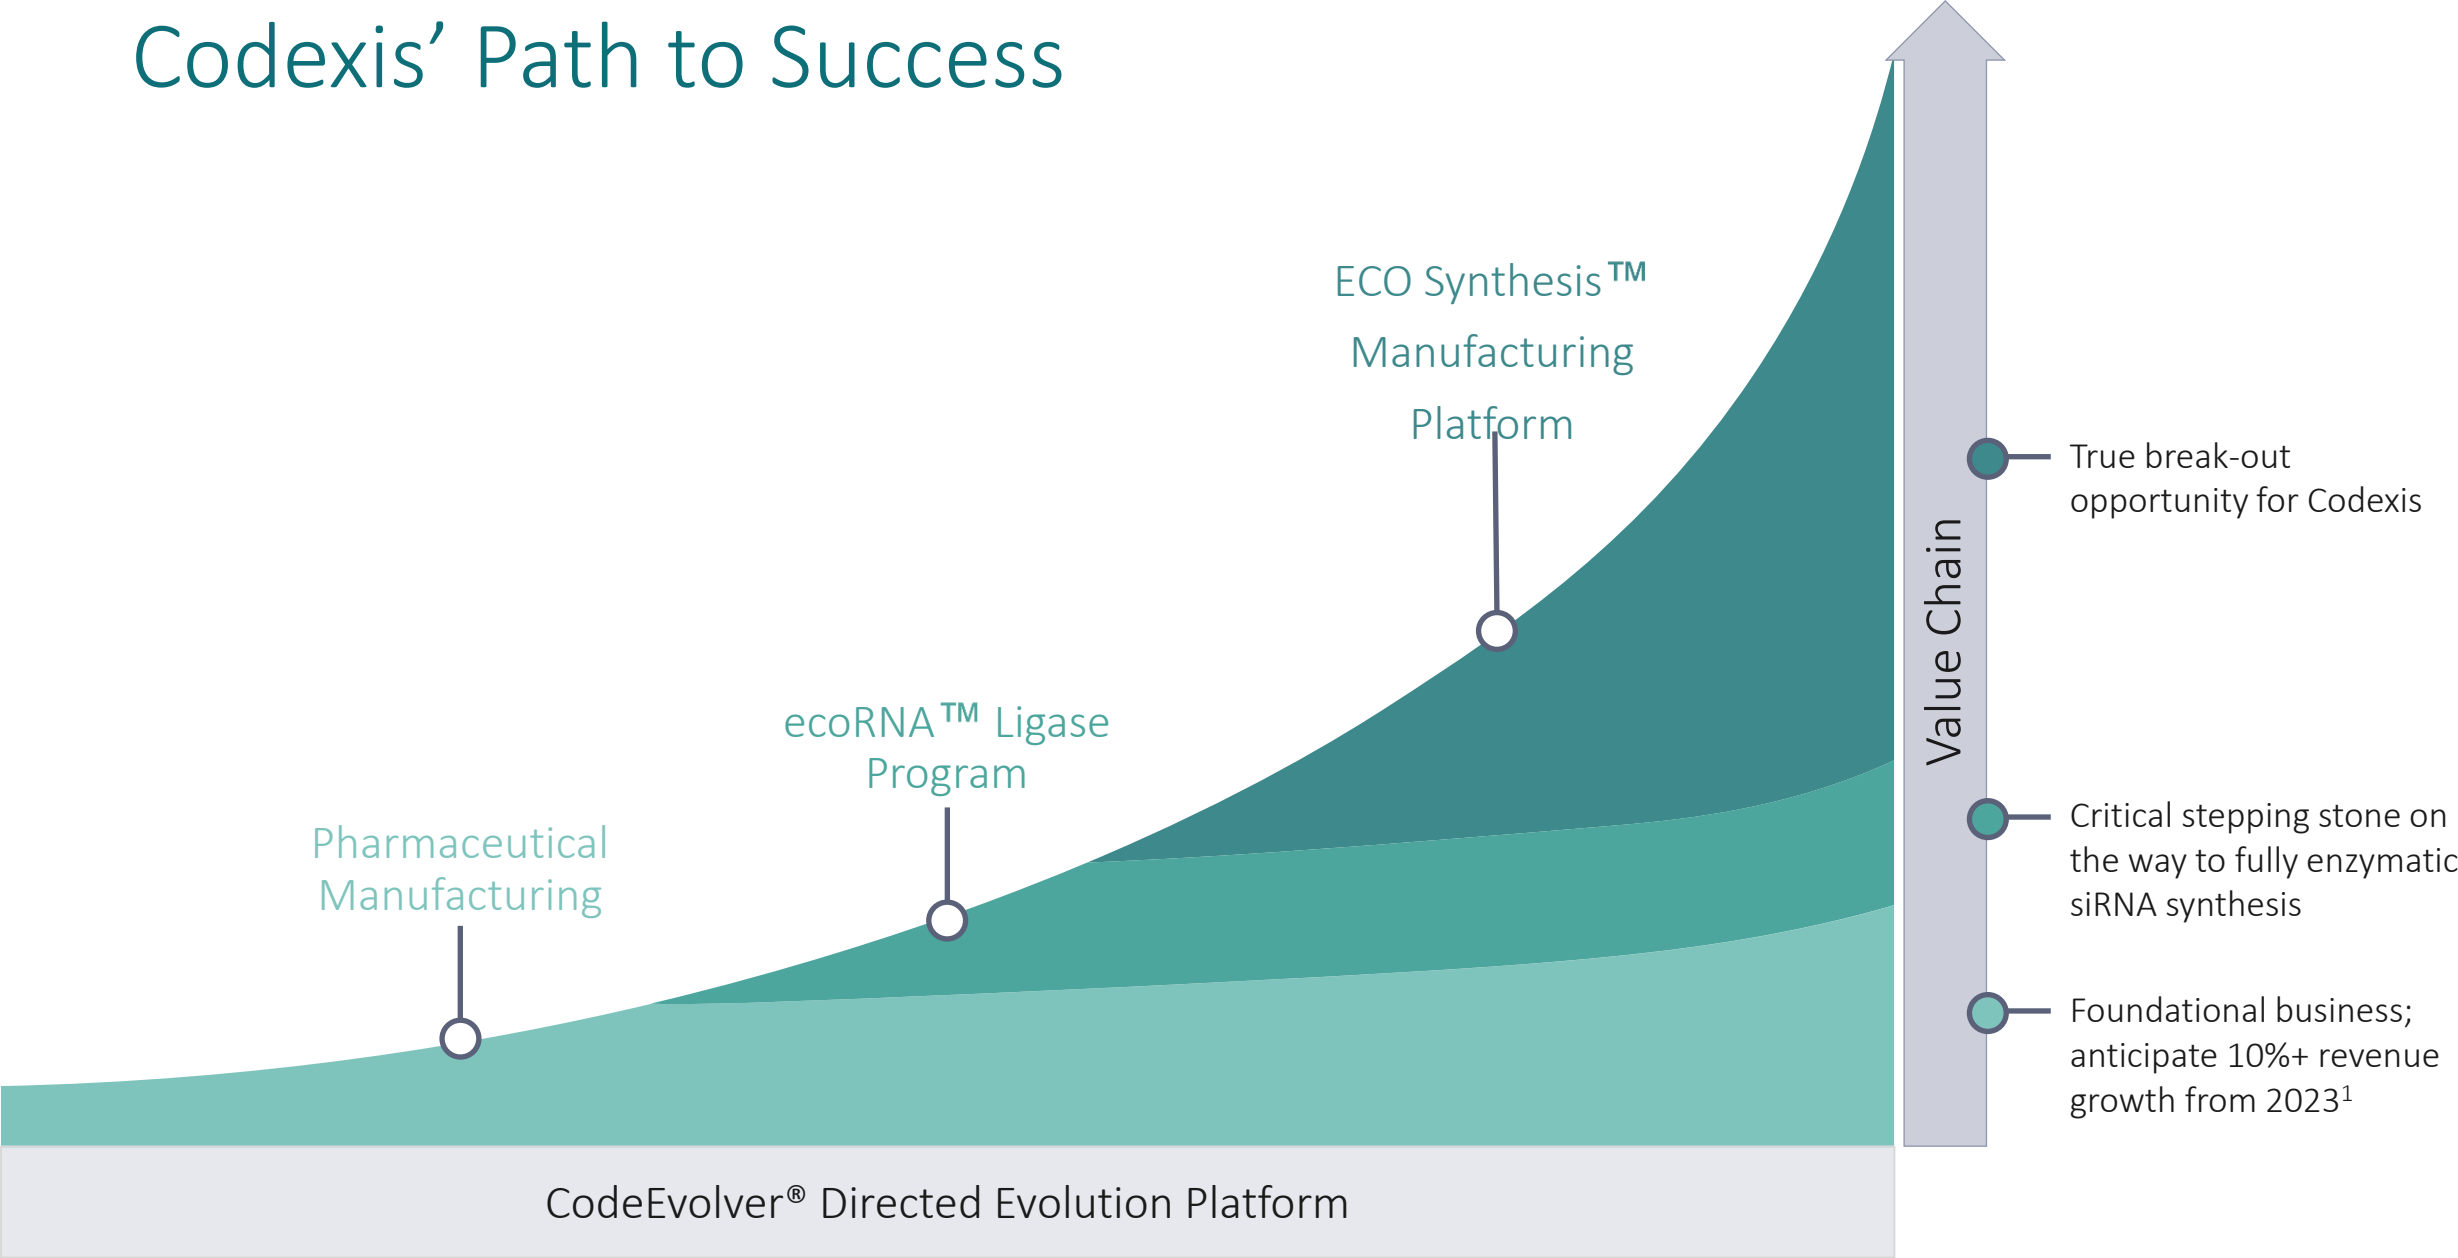 Codexis’ Path to Success
ECO Synthesis™
Manufacturing
Platform
ecoRNA™ Ligase
Program
Pharmaceutical
Manufacturing
Value Chain
True break-out
opportunity for Codexis
Critical stepping stone on
the way to fully enzymatic
siRNA synthesis
Foundational business;
anticipate 10%+ revenue
growth from 2023¹
CodeEvolver® Directed Evolution Platform